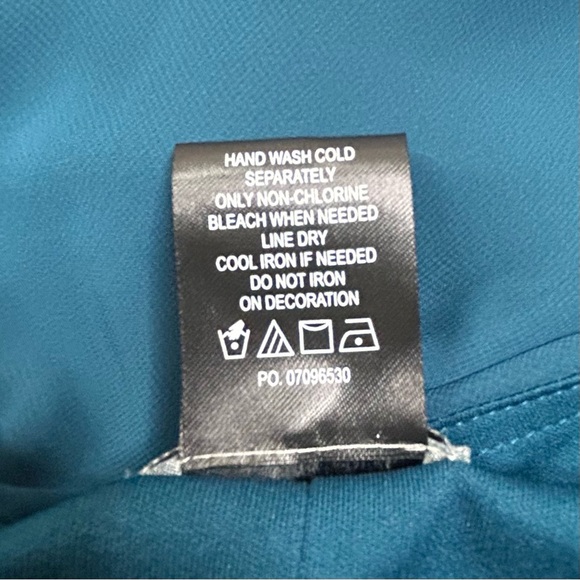 HAND WASH COLD
SEPARATELY
ONLY NON-CHLORINE
BLEACH WHEN NEEDED
LINE DRY
COOL IRON IF NEEDED
DO NOT IRON
ON DECORATION
PO. 07096530